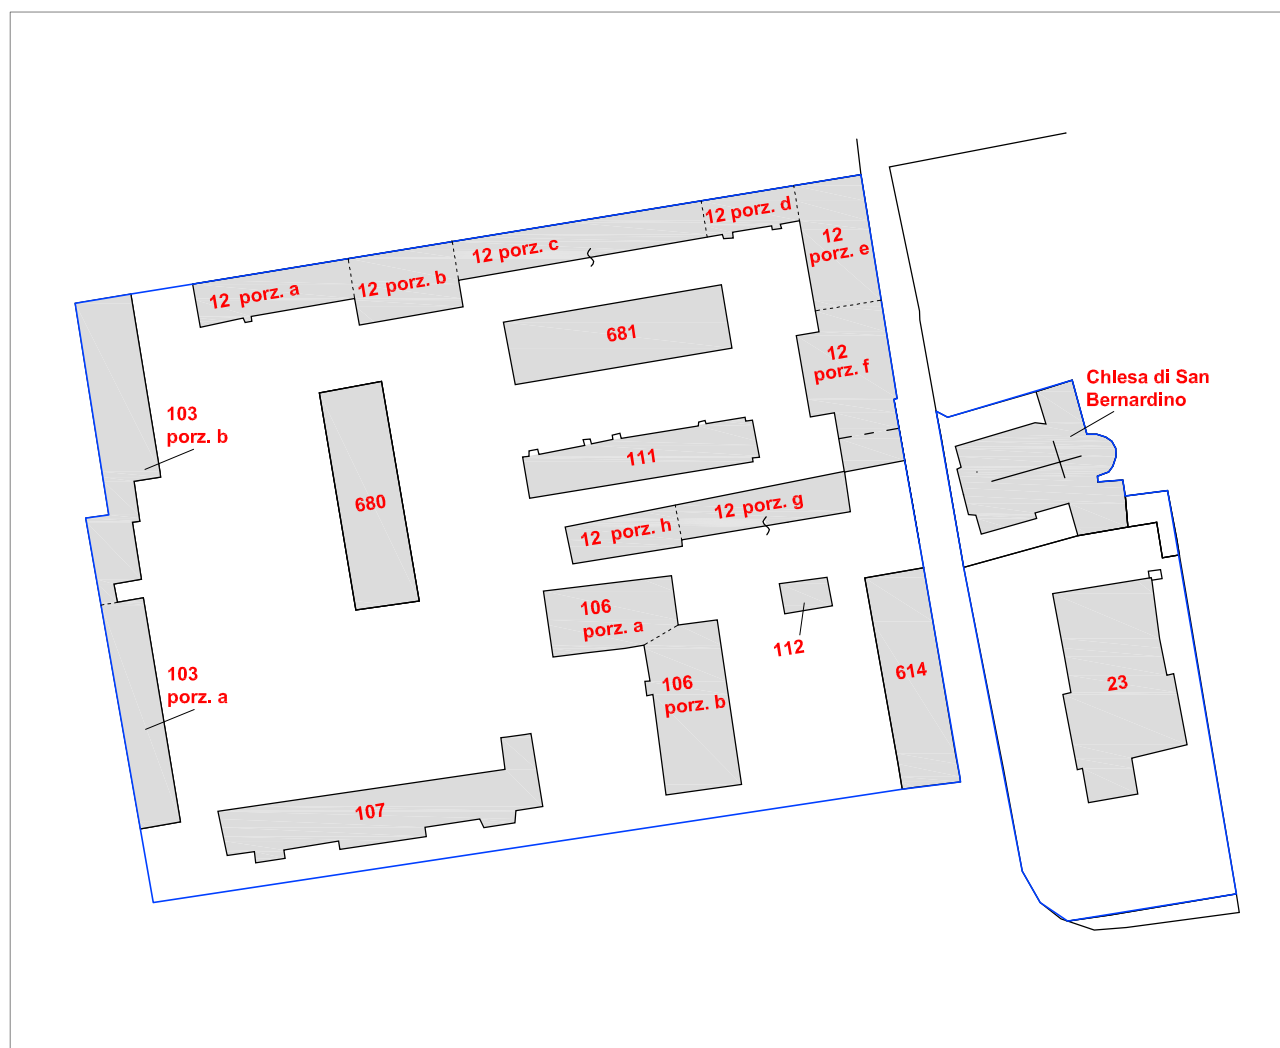 12 porz. a
12 porz. b
12 porz. c
12 porz. d
12
porz. e
12
porz. f
681
111
680
103
porz. b
12 porz. h
12 porz. g
Chlesa di San
Bernardino
106
porz. a
112
614
106
porz. b
103
porz. a
107
23